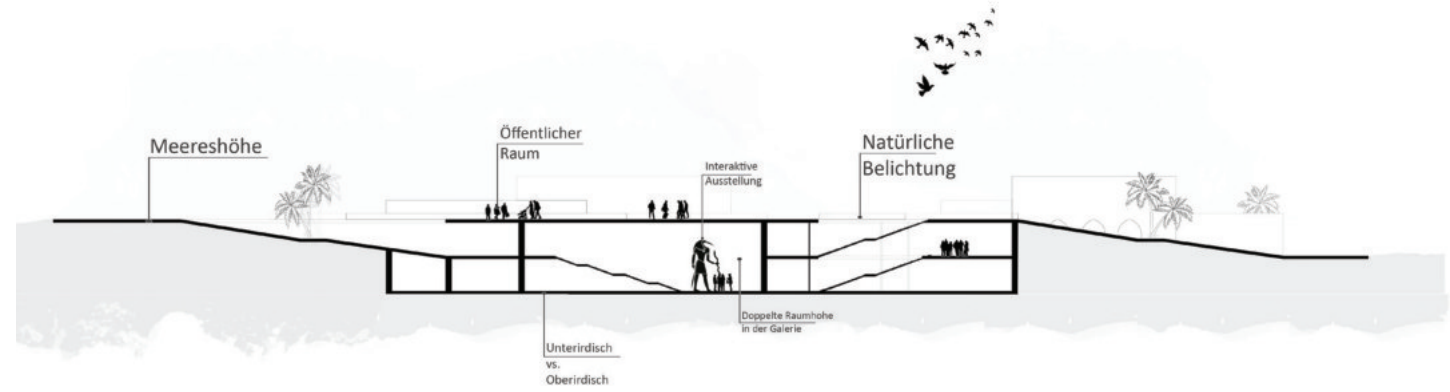 Meereshöhe
Öffentlicher
Raum
Interaktive
Ausstellung
Natürliche
Belichtung
Doppelte Raumhohe
in der Galerie
Unterirdisch
vs.
Oberirdisch